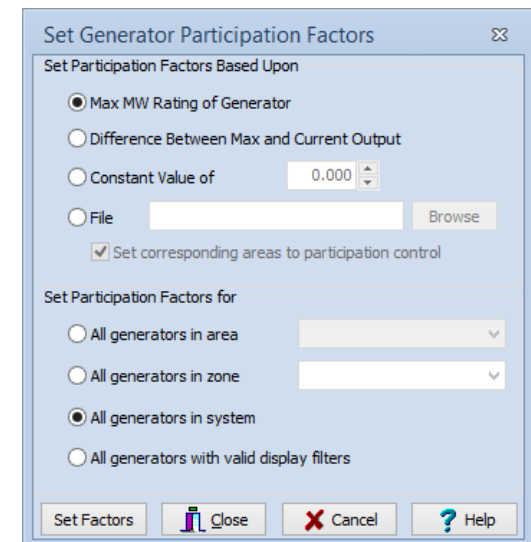 Set Generator Participation Factors
Set Participation Factors Based Upon
Max MW Rating of Generator
Difference Between Max and Current Output
Constant Value of 0.000
File Browse
Set corresponding areas to participation control
Set Participation Factors for
All generators in area
All generators in zone
All generators in system
All generators with valid display filters
Set Factors Close Cancel Help